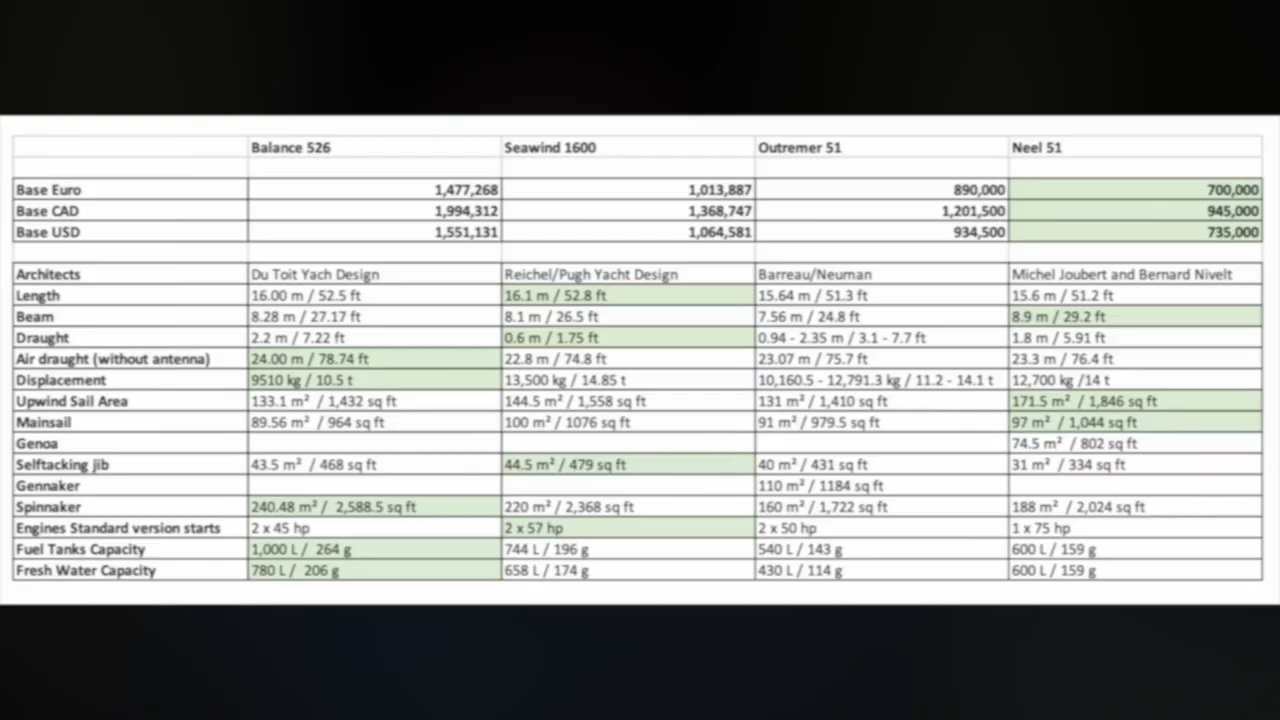 Balance 526 Seawind 1600 Outremer 51 Neel 51
Base Euro 1,477,268 1,013,887 890,000 700,000
Base CAD 1,994,312 1,368,747 1,201,500 945,000
Base USD 1,551,131 1,064,581 934,500 735,000
Architects Du Toit Yach Design Reichel/Pugh Yacht Design Barreau/Neuman Michel Joubert and Bernard Nivelt
Length 16.00 m / 52.5 ft 16.1 m / 52.8 ft 15.64 m / 51.3 ft 15.6 m / 51.2 ft
Beam 8.28 m / 27.17 ft 8.1 m / 26.5 ft 7.56 m / 24.8 ft 8.9 m / 29.2 ft
Draught 2.2 m / 7.22 ft 0.6 m / 1.75 ft 0.94 - 2.35 m / 3.1 - 7.7 ft 1.8 m / 5.91 ft
Air draught (without antenna) 24.00 m / 78.74 ft 22.8 m / 74.8 ft 23.07 m / 75.7 ft 23.3 m / 76.4 ft
Displacement 9510 kg / 10.5 t 13,500 kg / 14.85 t 10,160.5 - 12,791.3 kg / 11.2 - 14.1 t 12,700 kg /14 t
Upwind Sail Area 133.1 m² / 1,432 sq ft 144.5 m² / 1,558 sq ft 131 m² / 1,410 sq ft 171.5 m² / 1,846 sq ft
Mainsail 89.56 m² / 964 sq ft 100 m² / 1076 sq ft 91 m² / 979.5 sq ft 97 m² / 1,044 sq ft
Genoa 74.5 m² / 802 sq ft
Selftacking jib 43.5 m² / 468 sq ft 44.5 m² / 479 sq ft 40 m² / 431 sq ft 31 m² / 334 sq ft
Gennaker 110 m² / 1184 sq ft
Spinnaker 240.48 m² / 2,588.5 sq ft 220 m² / 2,368 sq ft 160 m² / 1,722 sq ft 188 m² / 2,024 sq ft
Engines Standard version starts 2 x 45 hp 2 x 57 hp 2 x 50 hp 1 x 75 hp
Fuel Tanks Capacity 1,000 L / 264 g 744 L / 196 g 540 L / 143 g 600 L / 159 g
Fresh Water Capacity 780 L / 206 g 658 L / 174 g 430 L / 114 g 600 L / 159 g